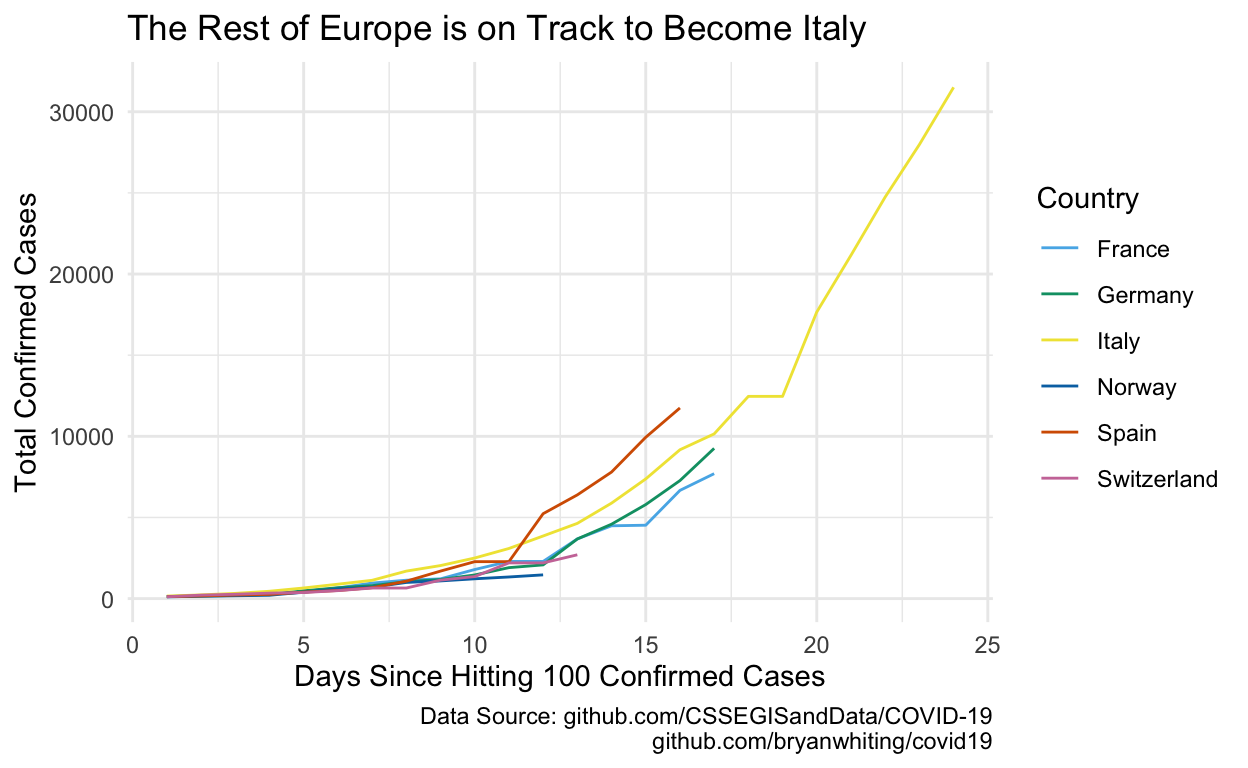 The Rest of Europe is on Track to Become Italy
Total Confirmed Cases
30000
20000
10000
0
0 5 10 15 20 25
Days Since Hitting 100 Confirmed Cases
Country
France
Germany
Italy
Norway
Spain
Switzerland
Data Source: github.com/CSSEGISandData/COVID-19
github.com/bryanwhiting/covid19